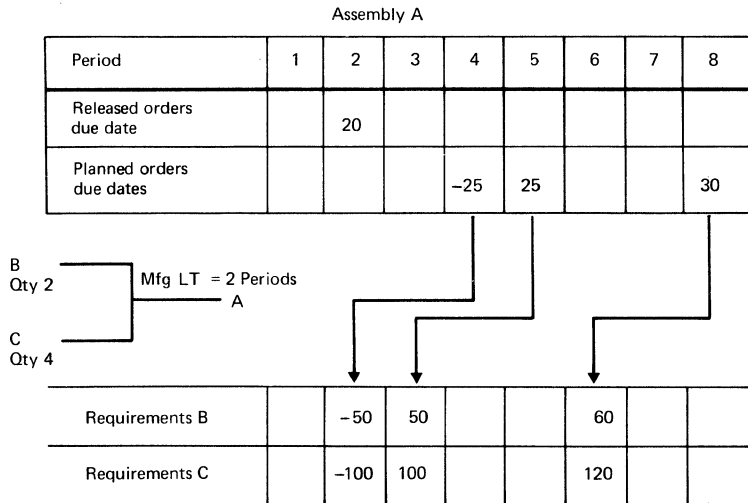 Assembly A
Period 1 2 3 4 5 6 7 8
Released orders
due date
20
Planned orders
due dates
-25 25 30
B
Qty 2
Mfg LT = 2 Periods
A
C
Qty 4
Requirements B -50 50 60
Requirements C -100 100 120